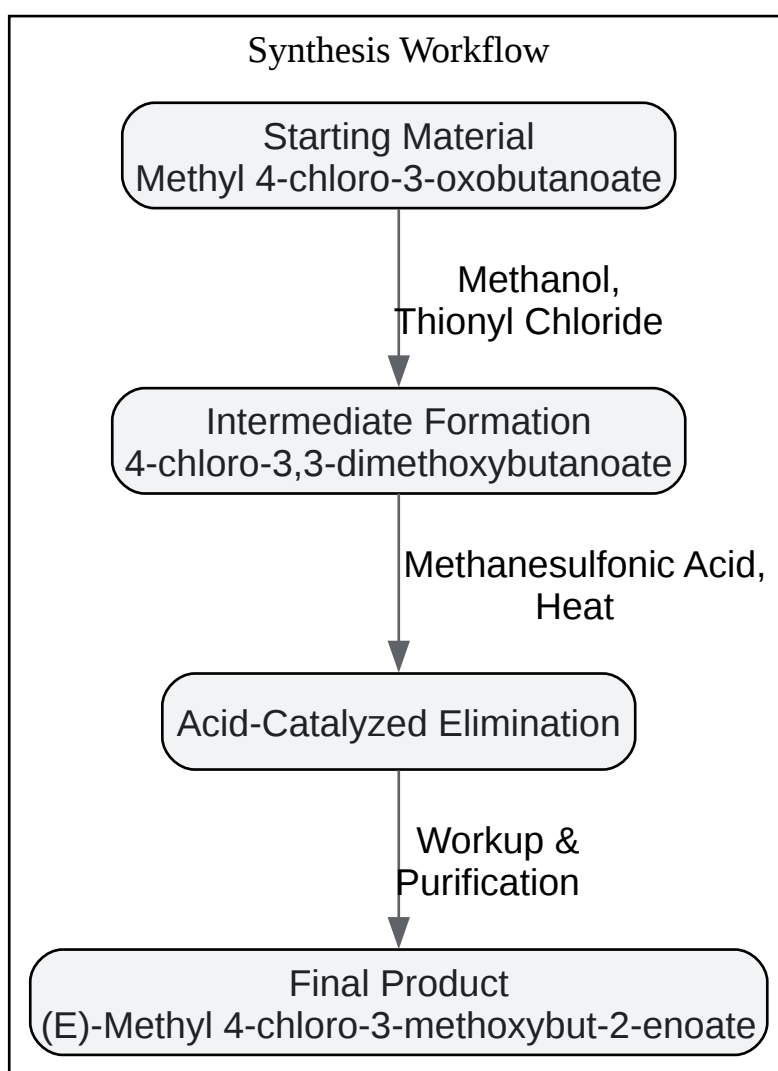 Synthesis Workflow
Starting Material
Methyl 4-chloro-3-oxobutanoate
Methanol,
Thionyl Chloride
Intermediate Formation
4-chloro-3,3-dimethoxybutanoate
Methanesulfonic Acid,
Heat
Acid-Catalyzed Elimination
Workup &
Purification
Final Product
(E)-Methyl 4-chloro-3-methoxybut-2-enoate